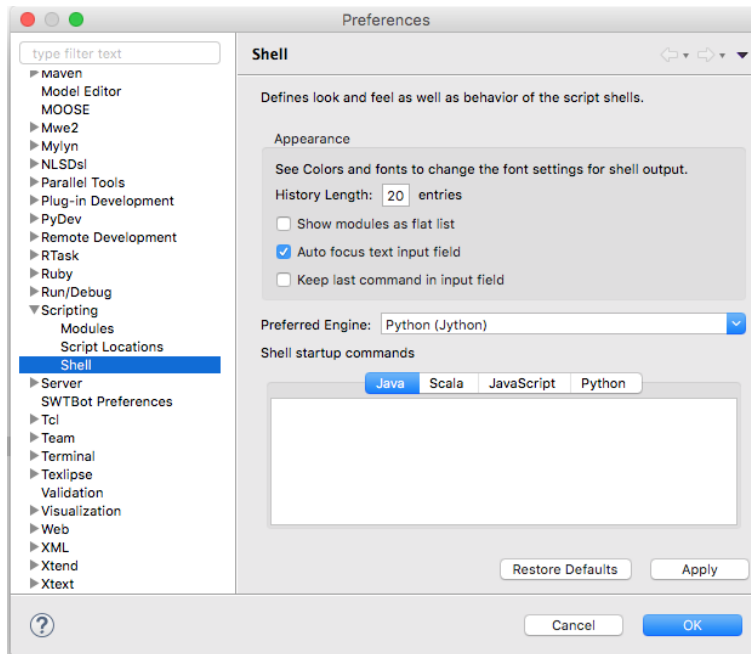 Preferences
type filter text
Maven
Model Editor
MOOSE
Mwe2
Mylyn
NLSDsl
Parallel Tools
Plug-in Development
PyDev
Remote Development
RTask
Ruby
Run/Debug
Scripting
Modules
Script Locations
Shell
Server
SWTBot Preferences
Tcl
Team
Terminal
Texlipse
Validation
Visualization
Web
XML
Xtend
Xtext
Shell
Defines look and feel as well as behavior of the script shells.
Appearance
See Colors and fonts to change the font settings for shell output.
History Length: 20 entries
Show modules as flat list
Auto focus text input field
Keep last command in input field
Preferred Engine: Python (Jython)
Shell startup commands
Java Scala JavaScript Python
Restore Defaults Apply
? Cancel OK